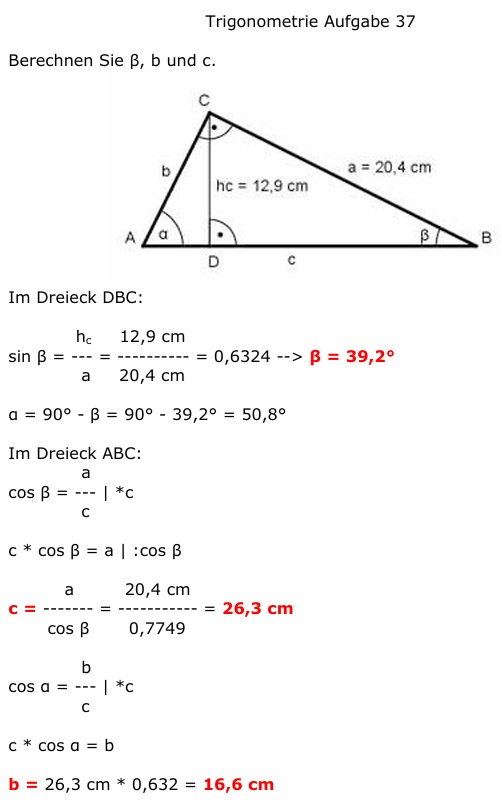 Trigonometrie Aufgabe 37
Berechnen Sie β, b und c.
C
b
a = 20,4 cm
hc = 12,9 cm
A
α
β
B
D
c
Im Dreieck DBC:
hc 12,9 cm
sin β = --- = ---------- = 0,6324 --> β = 39,2°
a 20,4 cm
α = 90° - β = 90° - 39,2° = 50,8°
Im Dreieck ABC:
a
cos β = --- | *c
c
c * cos β = a | :cos β
a 20,4 cm
c = ------- = ----------- = 26,3 cm
cos β 0,7749
b
cos α = --- | *c
c
c * cos α = b
b = 26,3 cm * 0,632 = 16,6 cm